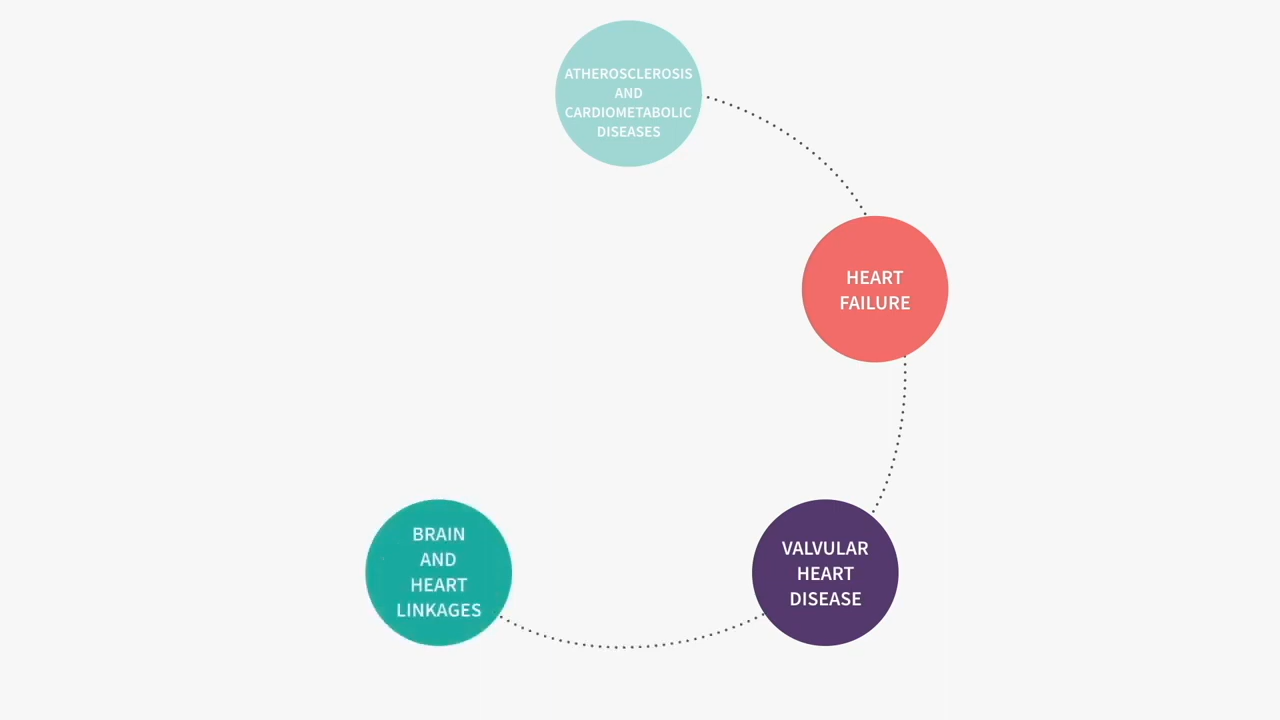 ATHEROSCLEROSIS
AND
CARDIOMETABOLIC
DISEASES
HEART
FAILURE
VALVULAR
HEART
DISEASE
BRAIN
AND
HEART
LINKAGES